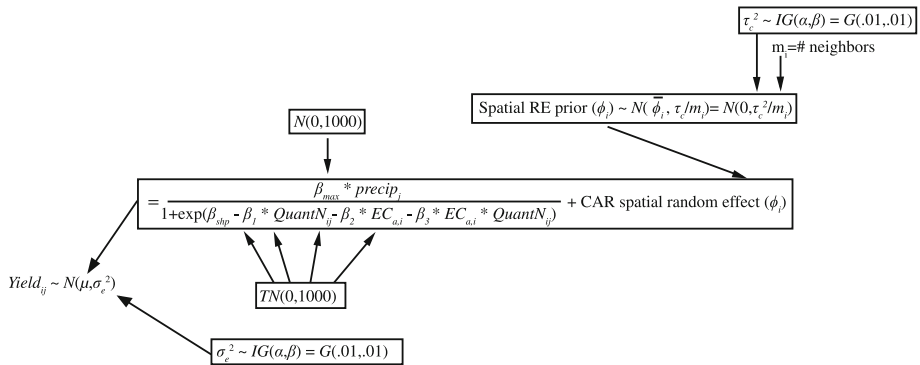 τc² ~ IG(α,β) = G(.01,.01)
mi=# neighbors
Spatial RE prior (ϕi) ~ N( ϕ̅i , τc/mi)= N(0,τc²/mi)
N(0,1000)
βmax * precipj
= 1+exp(βshp - β1 * QuantNij- β2 * ECa,i - β3 * ECa,i * QuantNij) + CAR spatial random effect (ϕi)
Yieldij ~ N(μ,σe²)
TN(0,1000)
σe² ~ IG(α,β) = G(.01,.01)